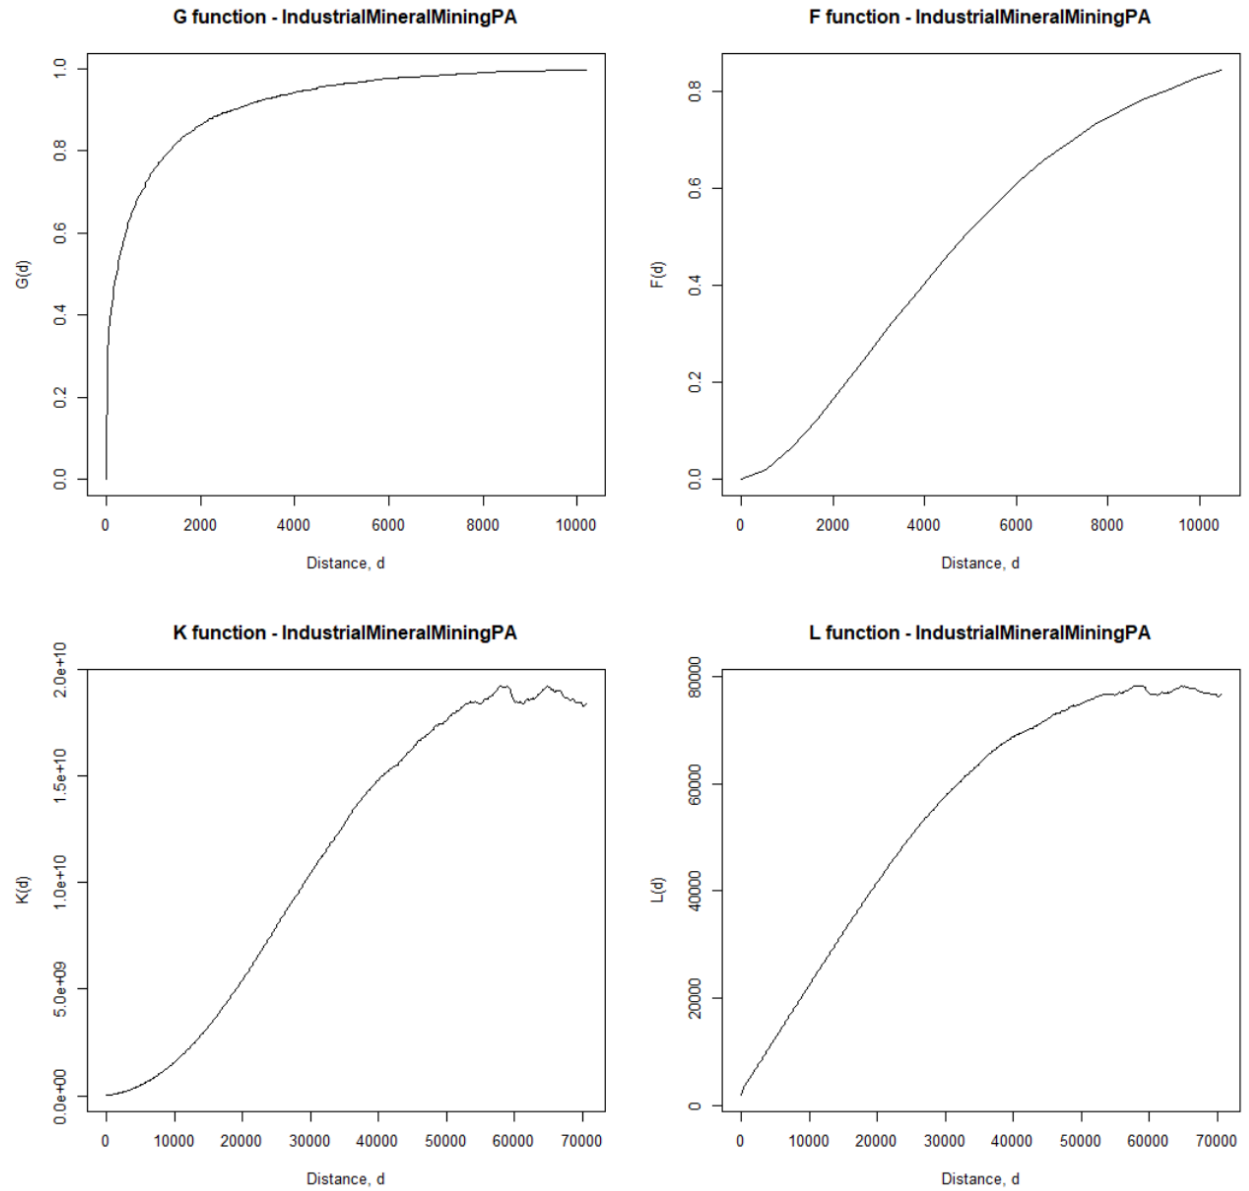 G function - IndustrialMineralMiningPA
G(d)
1.0
0.8
0.6
0.4
0.2
0.0
0 2000 4000 6000 8000 10000
Distance, d
F function - IndustrialMineralMiningPA
F(d)
0.8
0.6
0.4
0.2
0.0
0 2000 4000 6000 8000 10000
Distance, d
K function - IndustrialMineralMiningPA
K(d)
2.0e+10
1.5e+10
1.0e+10
5.0e+09
0.0e+00
0 10000 20000 30000 40000 50000 60000 70000
Distance, d
L function - IndustrialMineralMiningPA
L(d)
80000
60000
40000
20000
0
0 10000 20000 30000 40000 50000 60000 70000
Distance, d